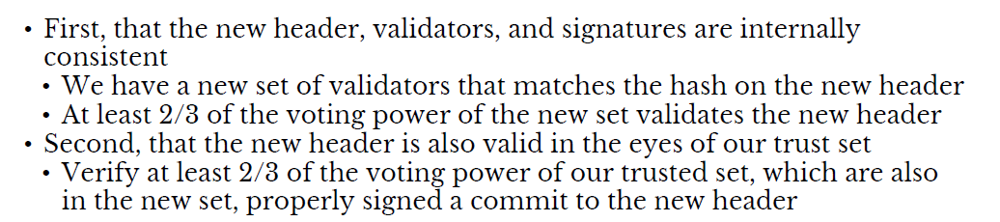 • First, that the new header, validators, and signatures are internally
consistent
• We have a new set of validators that matches the hash on the new header
• At least 2/3 of the voting power of the new set validates the new header
• Second, that the new header is also valid in the eyes of our trust set
• Verify at least 2/3 of the voting power of our trusted set, which are also
in the new set, properly signed a commit to the new header